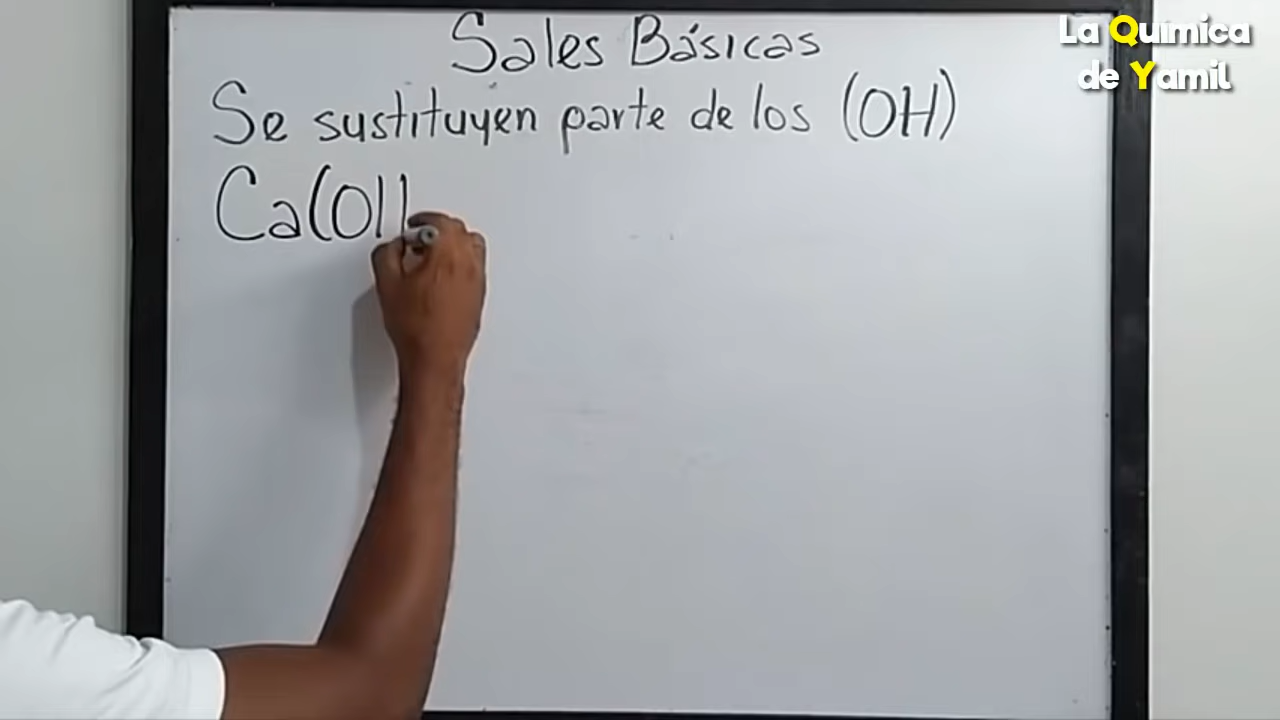 Sales Básicas
Se sustituyen parte de los (OH)
Ca(OH
La Quimica
de Yamil